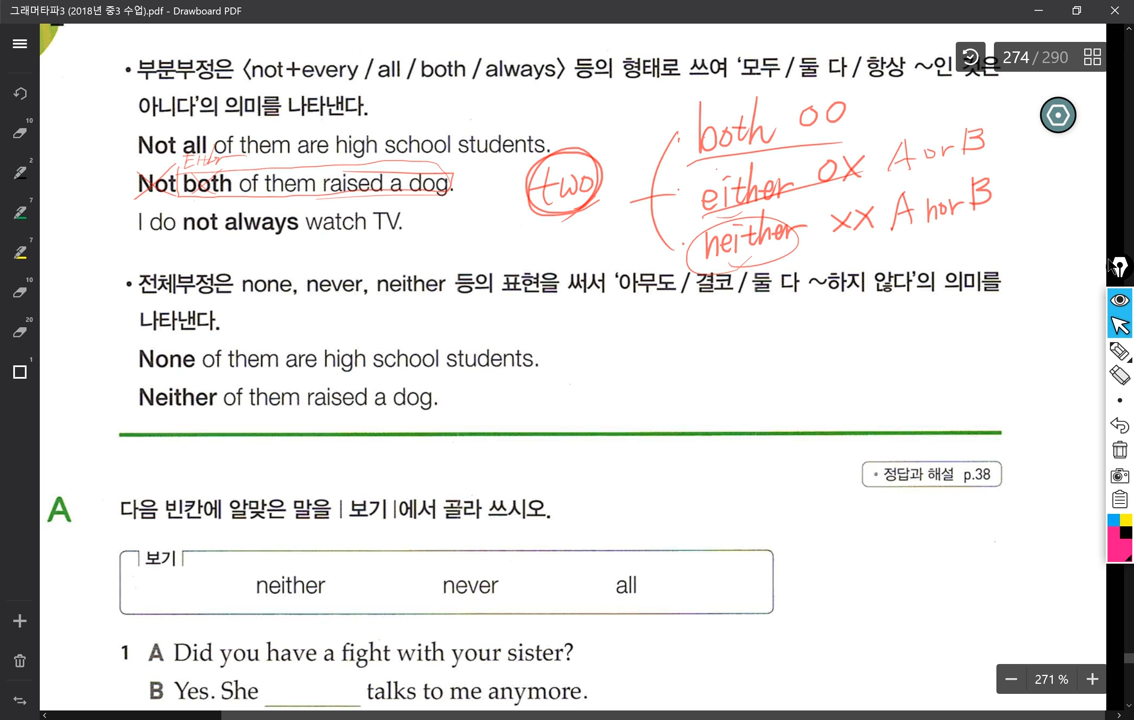 그래머타파3 (2018년 중3 수업).pdf - Drawboard PDF
274 / 290
• 부분부정은 〈not+every / all / both / always〉 등의 형태로 쓰여 '모두 / 둘 다 / 항상 ~인 것은
아니다'의 의미를 나타낸다.
Not all of them are high school students.
Either
Not both of them raised a dog.
I do not always watch TV.
two
both OO
either OX A or B
neither XX A nor B
• 전체부정은 none, never, neither 등의 표현을 써서 '아무도 / 결코 / 둘 다 ~하지 않다'의 의미를
나타낸다.
None of them are high school students.
Neither of them raised a dog.
• 정답과 해설 p.38
A 다음 빈칸에 알맞은 말을 | 보기 |에서 골라 쓰시오.
보기
neither never all
1 A Did you have a fight with your sister?
B Yes. She ________ talks to me anymore.
10
2
7
7
10
20
1
271 %